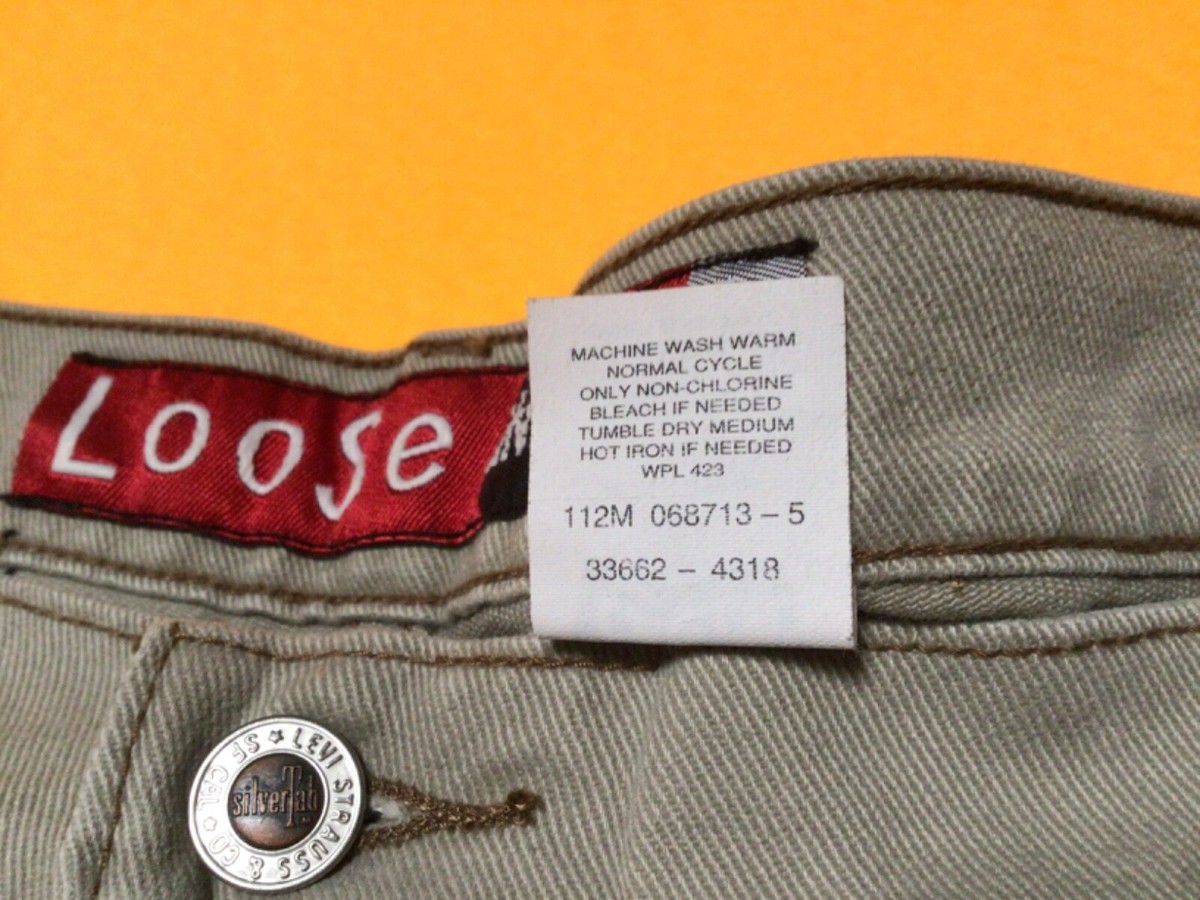 Loose
MACHINE WASH WARM
NORMAL CYCLE
ONLY NON-CHLORINE
BLEACH IF NEEDED
TUMBLE DRY MEDIUM
HOT IRON IF NEEDED
WPL 423
112M 068713 – 5
33662 – 4318
LEVI STRAUSS & CO ☆ SF CAL ☆
silverTab